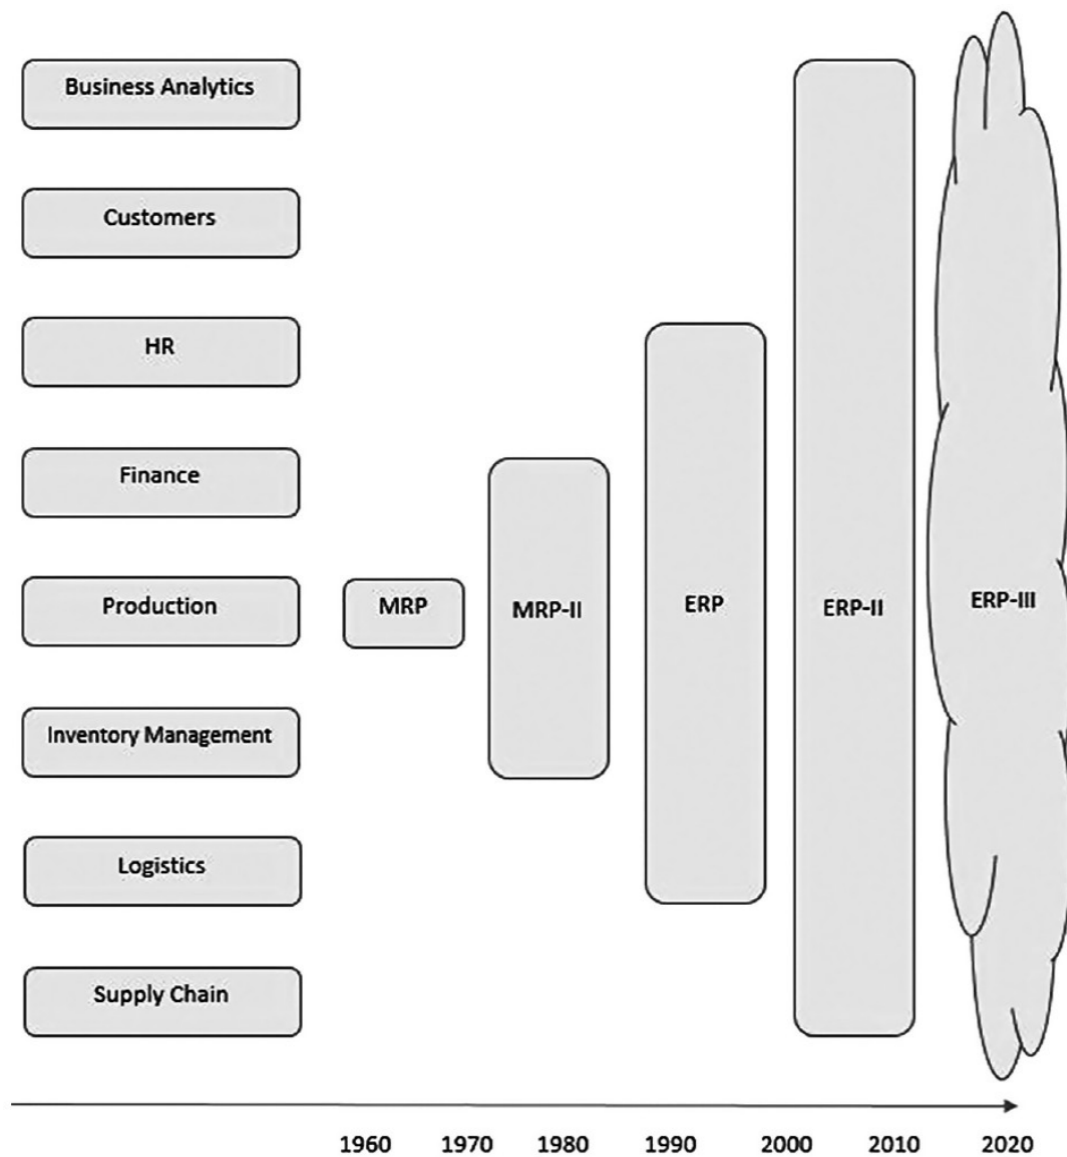 Business Analytics
Customers
HR
Finance
Production
MRP
MRP-II
ERP
ERP-II
ERP-III
Inventory Management
Logistics
Supply Chain
1960 1970 1980 1990 2000 2010 2020